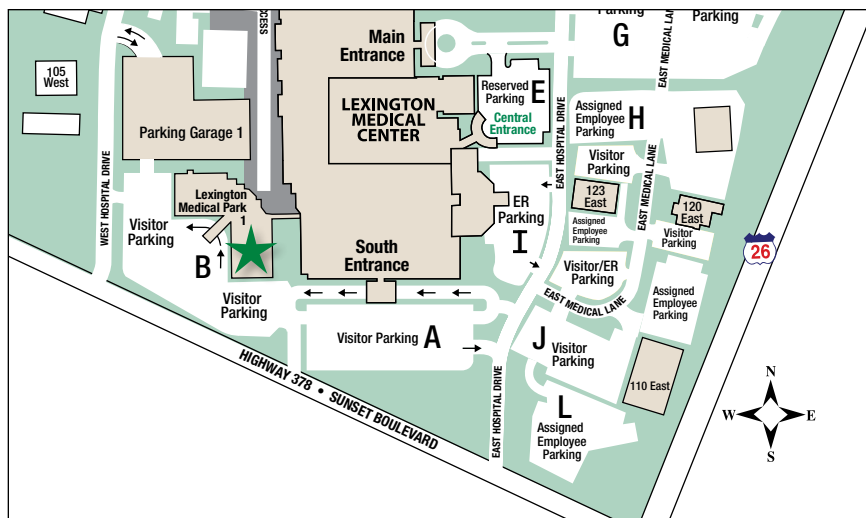 Parking
G
Parking
EAST MEDICAL LANE
CCESS
Main
Entrance
105
West
Reserved
Parking
E
Central
Entrance
LEXINGTON
MEDICAL
CENTER
Assigned
Employee
Parking
H
Parking Garage 1
EAST HOSPITAL DRIVE
Visitor
Parking
EAST MEDICAL LANE
WEST HOSPITAL DRIVE
Lexington
Medical Park
1
123
East
120
East
ER
Parking
I
Assigned
Employee
Parking
Visitor
Parking
Visitor
Parking
B
South
Entrance
26
Visitor/ER
Parking
EAST MEDICAL LANE
Assigned
Employee
Parking
Visitor
Parking
Visitor Parking
A
J
Visitor
Parking
HIGHWAY 378 • SUNSET BOULEVARD
EAST HOSPITAL DRIVE
110 East
L
Assigned
Employee
Parking
N
W
E
S